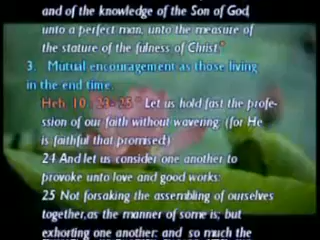 and of the knowledge of the Son of God,
unto a perfect man, unto the measure of
the stature of the fulness of Christ."
3. Mutual encouragement as those living
in the end time.
Heb. 10, 23-25 " Let us hold fast the profe-
ssion of our faith without wavering; (for He
is faithful that promised)
24 And let us consider one another to
provoke unto love and good works:
25 Not forsaking the assembling of ourselves
together,as the manner of some is; but
exhorting one another: and so much the